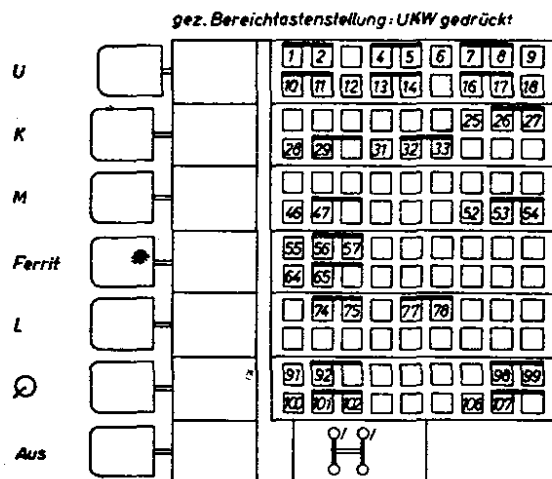 gez. Bereichtastenstellung: UKW gedrückt
U
1 2 4 5 6 7 8 9
10 11 12 13 14 16 17 18
K
25 26 27
28 29 31 32 33
M
46 47 52 53 54
Ferrit
55 56 57
64 65
L
74 75 77 78
91 92 98 99
100 101 102 106 107
Aus